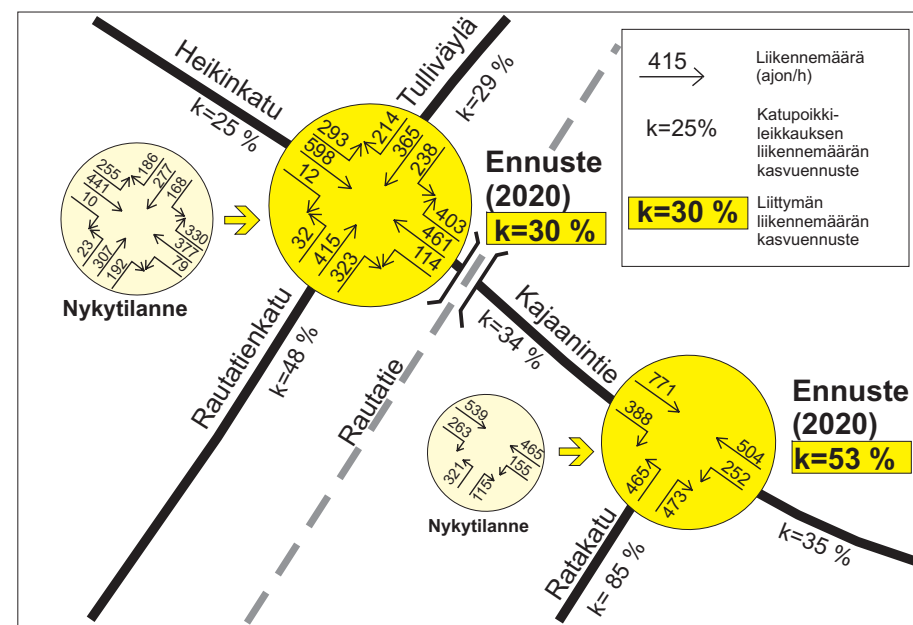 Heikinkatu
k=25 %
Tulliväylä
k=29 %
293
598
12
214
365
238
403
461
114
32
415
323
255
441
10
186
277
168
330
377
79
23
307
192
Nykytilanne
Ennuste
(2020)
k=30 %
415
Liikennemäärä
(ajon/h)
k=25%
Katupoikki-
leikkauksen
liikennemäärän
kasvuennuste
k=30 %
Liittymän
liikennemäärän
kasvuennuste
Rautatienkatu
k=48 %
Rautatie
Kajaanintie
k=34 %
539
263
465
155
321
115
Nykytilanne
771
388
504
252
465
473
Ennuste
(2020)
k=53 %
Ratakatu
k= 85 %
k=35 %